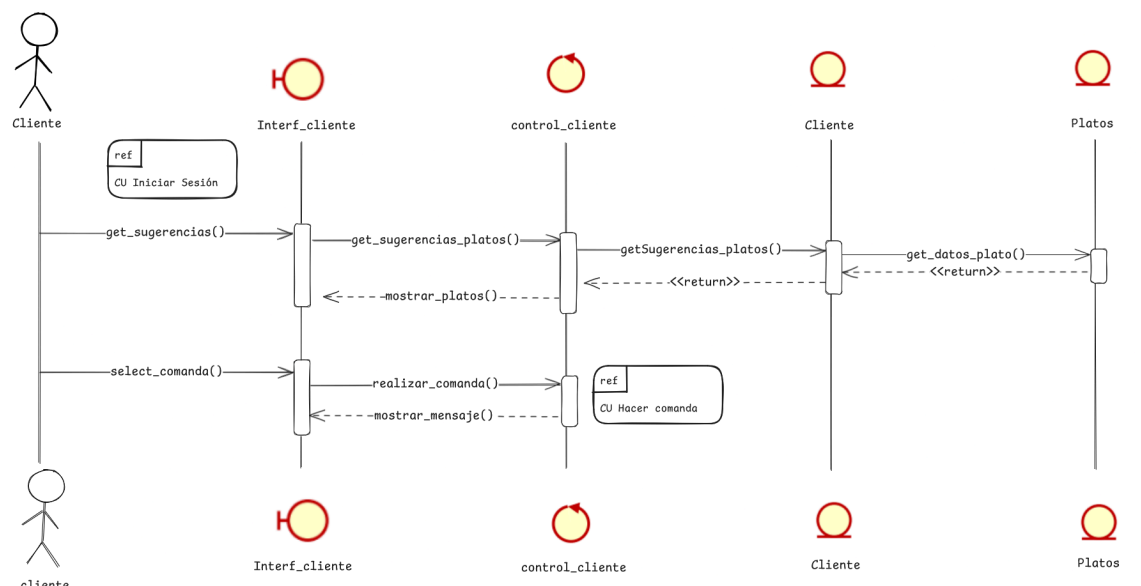 Cliente
Interf_cliente
control_cliente
Cliente
Platos
ref
CU Iniciar Sesión
get_sugerencias()
get_sugerencias_platos()
getSugerencias_platos()
get_datos_plato()
<<return>>
<<return>>
mostrar_platos()
select_comanda()
realizar_comanda()
ref
CU Hacer comanda
mostrar_mensaje()
Interf_cliente
control_cliente
Cliente
Platos
cliente